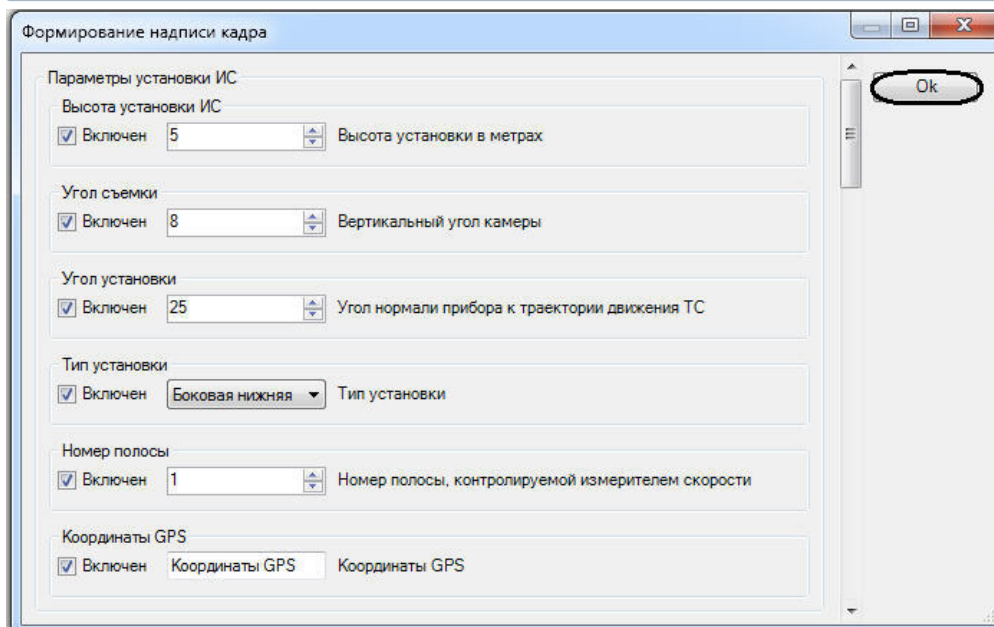 Формирование надписи кадра
Параметры установки ИС
Ok
Высота установки ИС
Включен 5 Высота установки в метрах
Угол съемки
Включен 8 Вертикальный угол камеры
Угол установки
Включен 25 Угол нормали прибора к траектории движения ТС
Тип установки
Включен Боковая нижняя Тип установки
Номер полосы
Включен 1 Номер полосы, контролируемой измерителем скорости
Координаты GPS
Включен Координаты GPS Координаты GPS